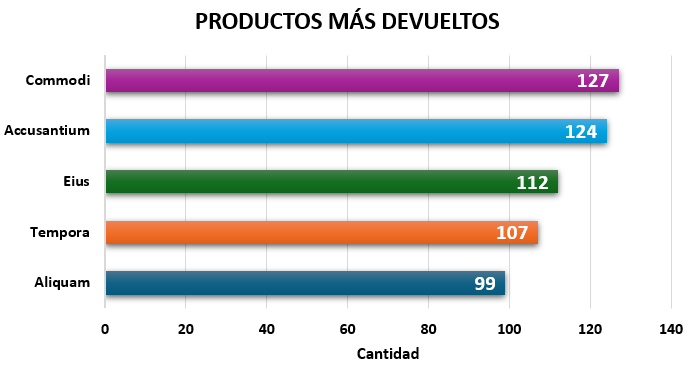 PRODUCTOS MÁS DEVUELTOS
Commodi 127
Accusantium 124
Eius 112
Tempora 107
Aliquam 99
0 20 40 60 80 100 120 140
Cantidad